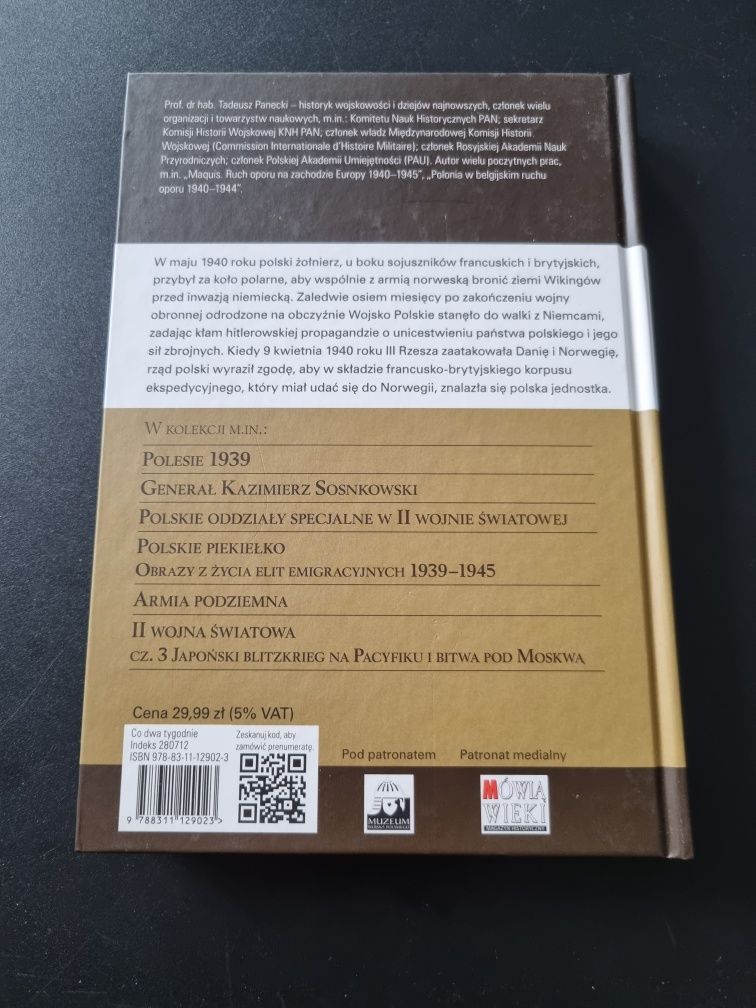 Prof. dr hab. Tadeusz Panecki – historyk wojskowości i dziejów najnowszych, członek wielu
organizacji i towarzystw naukowych, m.in.: Komitetu Nauk Historycznych PAN; sekretarz
Komisji Historii Wojskowej KNH PAN; członek władz Międzynarodowej Komisji Historii
Wojskowej (Commission Internationale d'Histoire Militaire); członek Rosyjskiej Akademii Nauk
Przyrodniczych; członek Polskiej Akademii Umiejętności (PAU). Autor wielu poczytnych prac,
m.in. „Maquis. Ruch oporu na zachodzie Europy 1940–1945”, „Polonia w belgijskim ruchu
oporu 1940–1944”.
W maju 1940 roku polski żołnierz, u boku sojuszników francuskich i brytyjskich,
przybył za koło polarne, aby wspólnie z armią norweską bronić ziemi Wikingów
przed inwazją niemiecką. Zaledwie osiem miesięcy po zakończeniu wojny
obronnej odrodzone na obczyźnie Wojsko Polskie stanęło do walki z Niemcami,
zadając kłam hitlerowskiej propagandzie o unicestwieniu państwa polskiego i jego
sił zbrojnych. Kiedy 9 kwietnia 1940 roku III Rzesza zaatakowała Danię i Norwegię,
rząd polski wyraził zgodę, aby w składzie francusko-brytyjskiego korpusu
ekspedycyjnego, który miał udać się do Norwegii, znalazła się polska jednostka.
W KOLEKCJI M.IN.:
POLESIE 1939
GENERAŁ KAZIMIERZ SOSNKOWSKI
POLSKIE ODDZIAŁY SPECJALNE W II WOJNIE ŚWIATOWEJ
POLSKIE PIEKIEŁKO
OBRAZY Z ŻYCIA ELIT EMIGRACYJNYCH 1939–1945
ARMIA PODZIEMNA
II WOJNA ŚWIATOWA
CZ. 3 JAPOŃSKI BLITZKRIEG NA PACYFIKU I BITWA POD MOSKWĄ
Cena 29,99 zł (5% VAT)
Co dwa tygodnie
Indeks 280712
ISBN 978-83-11-12902-3
9 788311 129023 >
Zeskanuj kod, aby
zamówić prenumeratę.
Pod patronatem
MUZEUM
WOJSKA POLSKIEGO
Patronat medialny
MÓWIĄ
WIEKI
MAGAZYN HISTORYCZNY